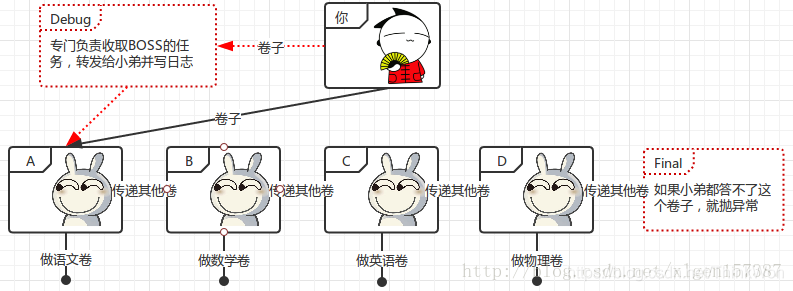 Debug
专门负责收取BOSS的任
务，转发给小弟并写日志
卷子
你
卷子
A
传递其他卷
B
传递其他卷
C
传递其他卷
D
传递其他卷
Final
如果小弟都答不了这
个卷子，就抛异常
做语文卷
做数学卷
做英语卷
做物理卷